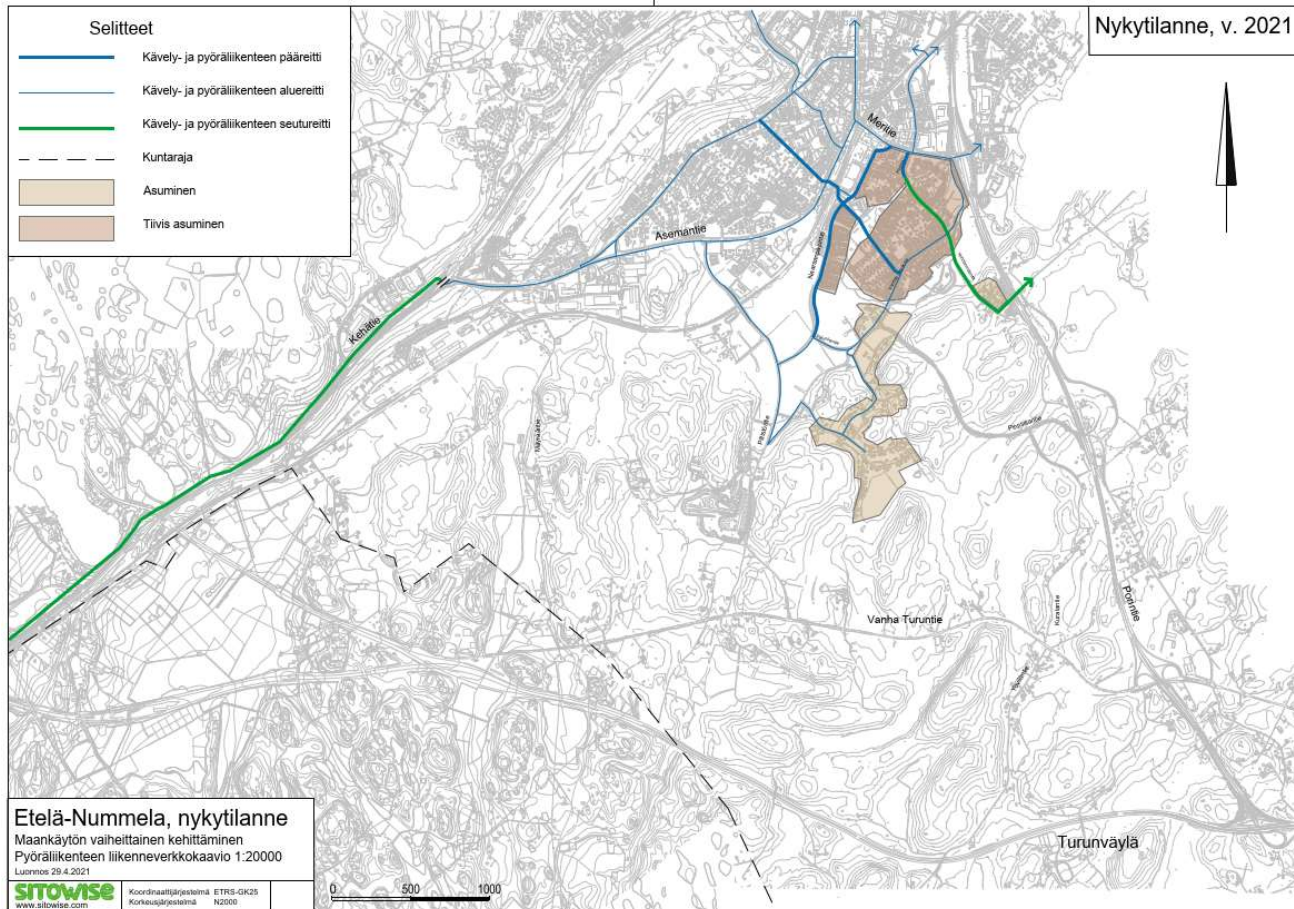 Selitteet
Kävely- ja pyöräliikenteen pääreitti
Kävely- ja pyöräliikenteen aluereitti
Kävely- ja pyöräliikenteen seutureitti
Kuntaraja
Asuminen
Tiivis asuminen
Nykytilanne, v. 2021
Meritie
Asemantie
Kehätie
Vanha Turuntie
Porintie
Turunväylä
Etelä-Nummela, nykytilanne
Maankäytön vaiheittainen kehittäminen
Pyöräliikenteen liikenneverkkokaavio 1:20000
Luonnos 29.4.2021
SITOWISE
www.sitowise.com
Koordinaattijärjestelmä ETRS-GK25
Korkeusjärjestelmä N2000
0 500 1000